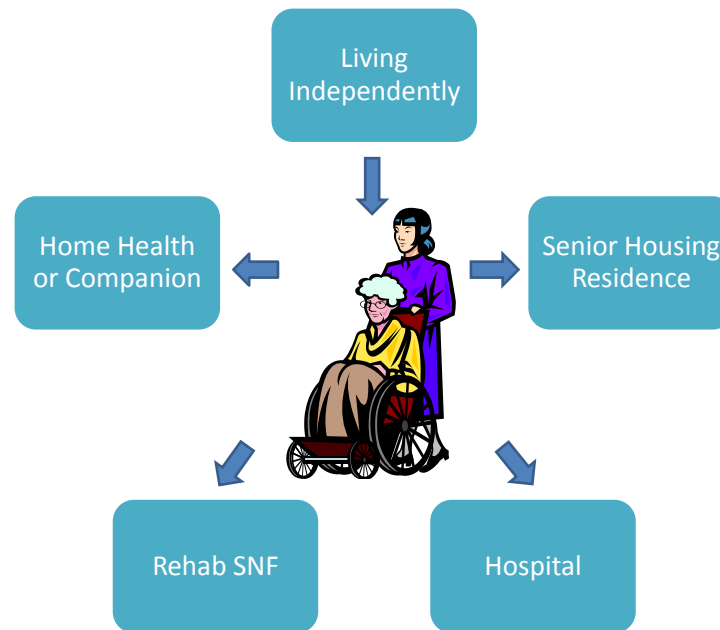 Living
Independently
Home Health
or Companion
Senior Housing
Residence
Rehab SNF
Hospital